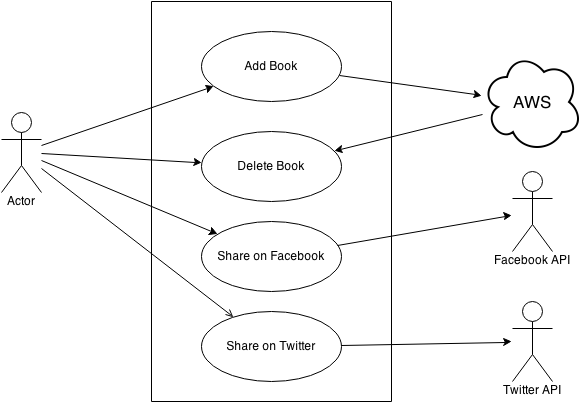 Add Book
AWS
Delete Book
Actor
Share on Facebook
Facebook API
Share on Twitter
Twitter API